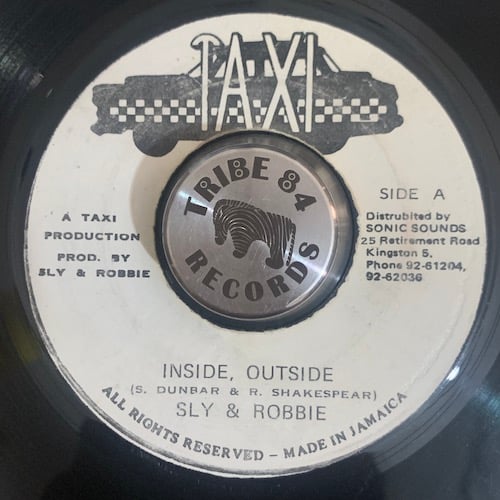 TAXI
TRIBE 84
RECORDS
SIDE A
A TAXI
PRODUCTION
PROD. BY
SLY & ROBBIE
Distrubited by
SONIC SOUNDS
25 Retirement Road
Kingston 5,
Phone 92-61204,
92-62036
INSIDE, OUTSIDE
(S. DUNBAR & R. SHAKESPEAR)
SLY & ROBBIE
ALL RIGHTS RESERVED – MADE IN JAMAICA